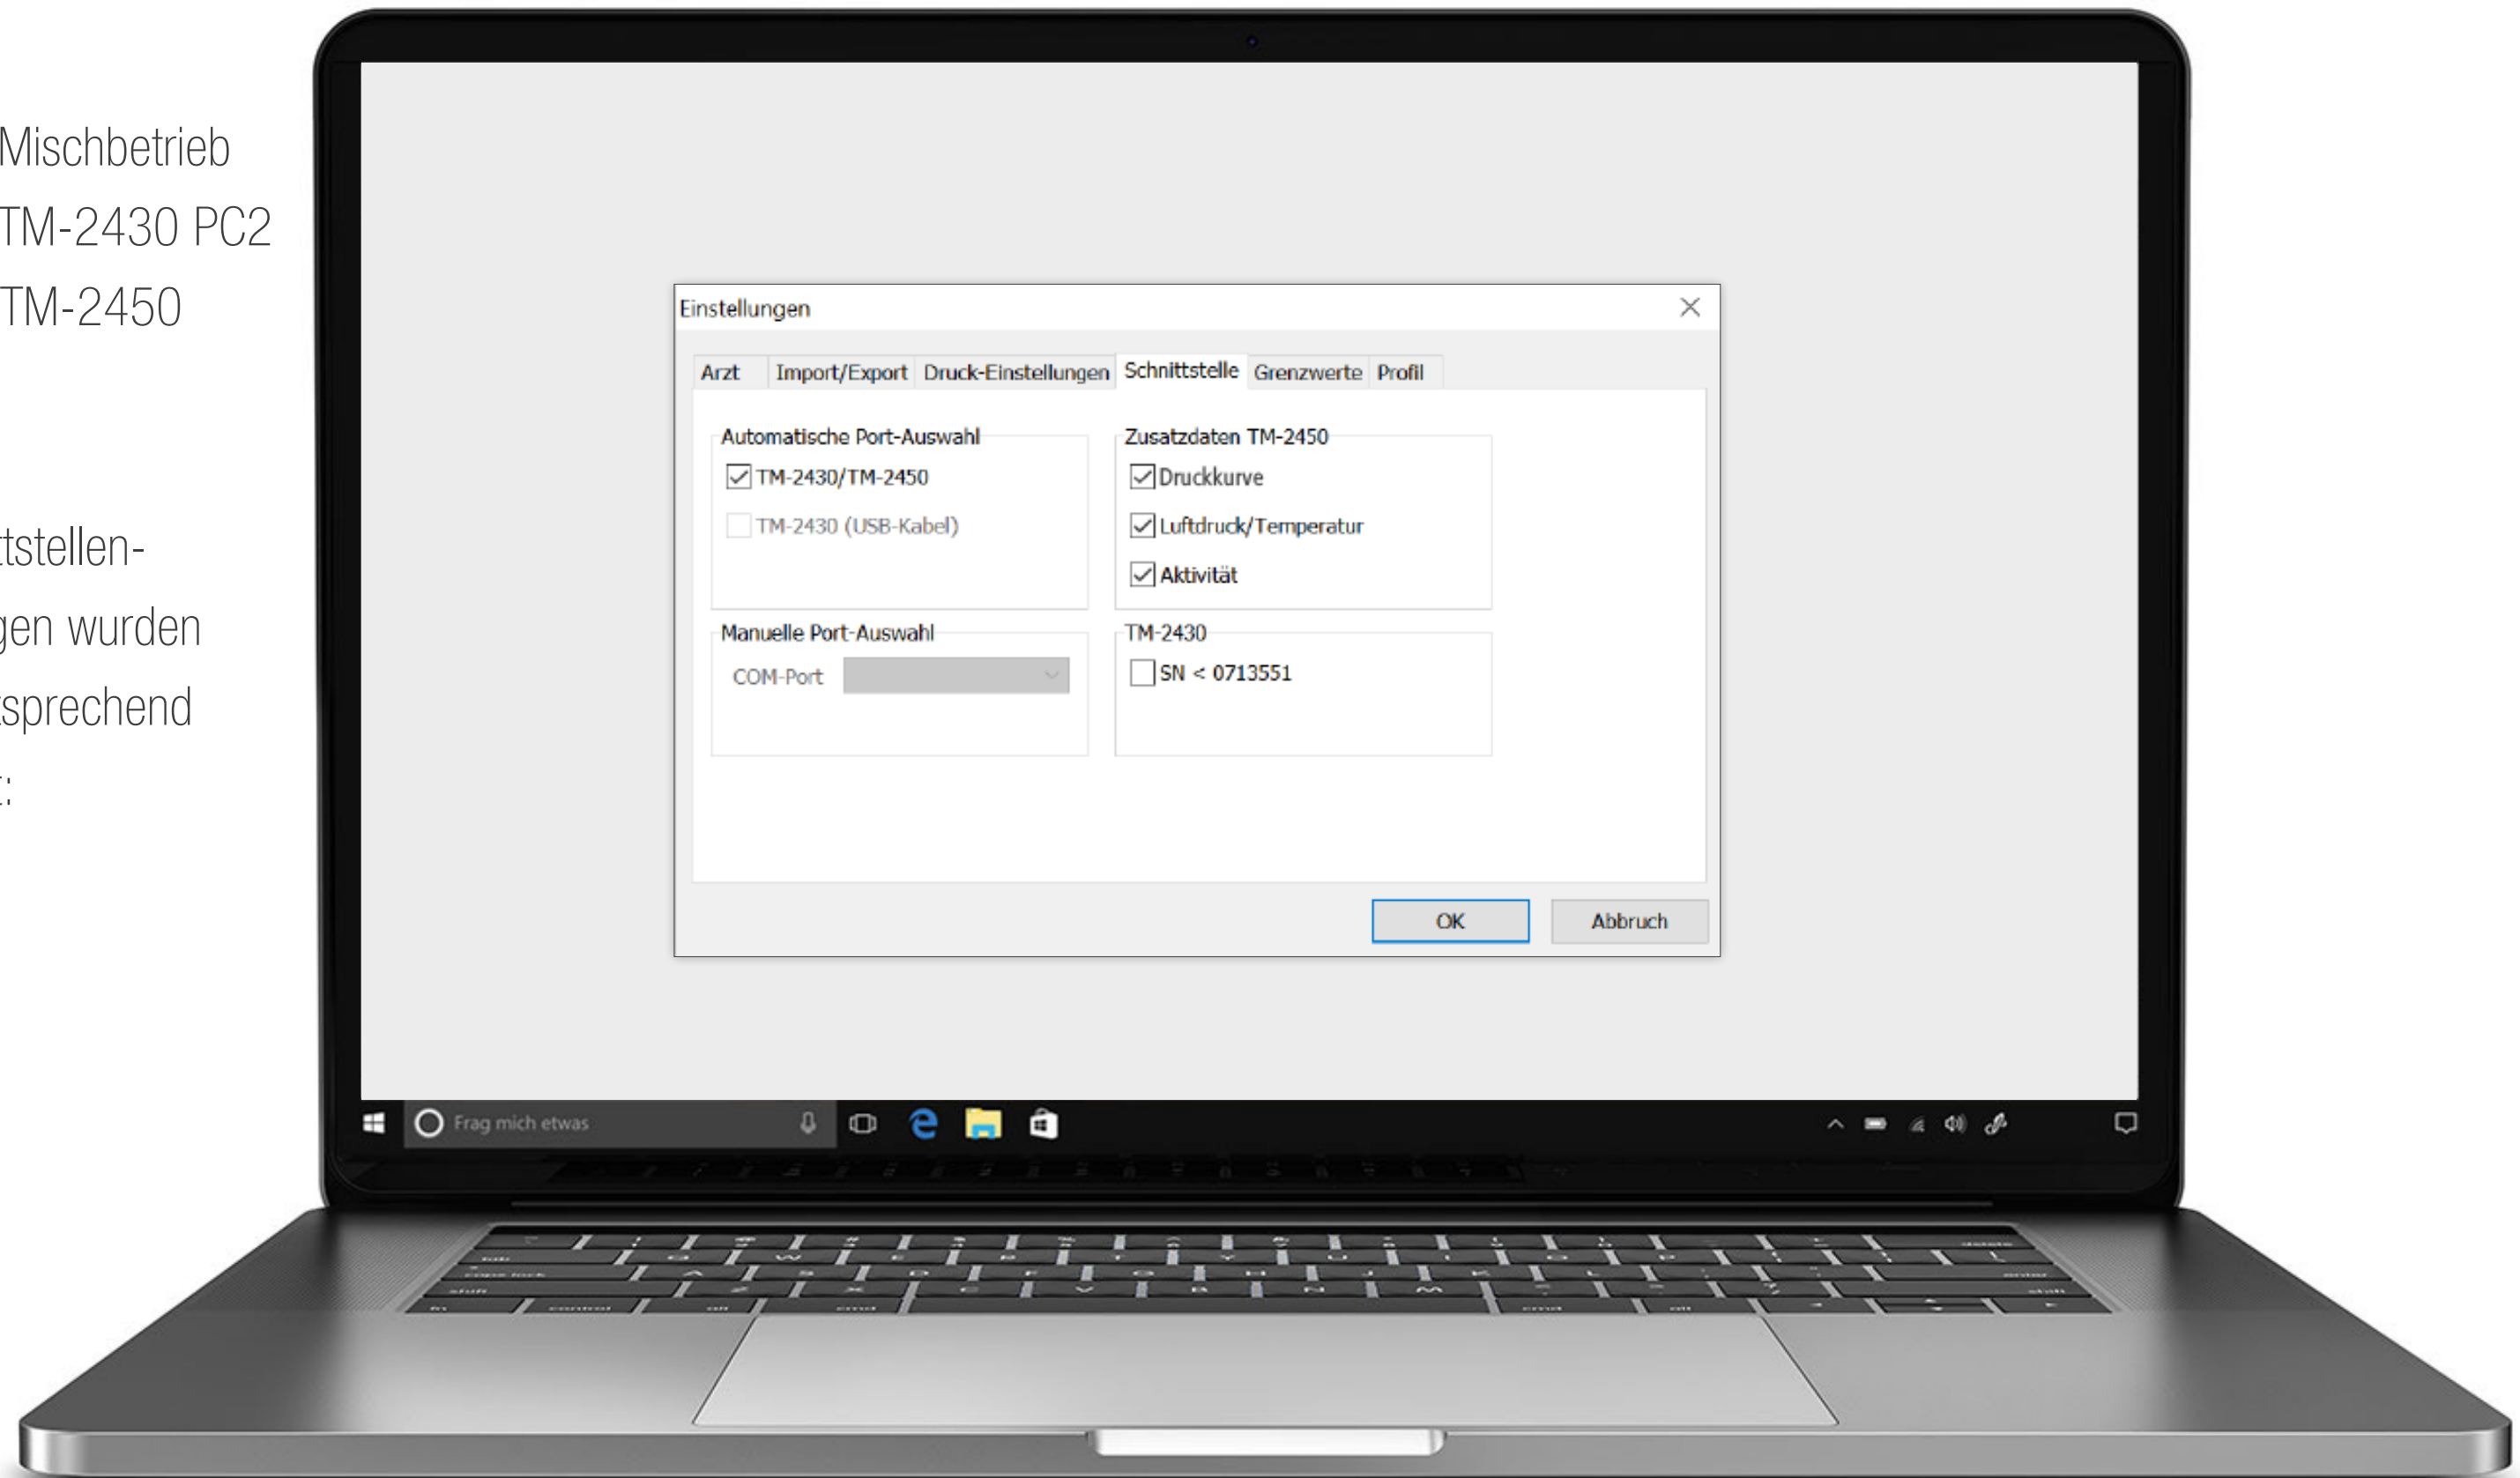 Mischbetrieb
TM-2430 PC2
TM-2450
ttstellen-
gen wurden
tsprechend
t:
Einstellungen
Arzt Import/Export Druck-Einstellungen Schnittstelle Grenzwerte Profil
Automatische Port-Auswahl
TM-2430/TM-2450
TM-2430 (USB-Kabel)
Zusatzdaten TM-2450
Druckkurve
Luftdruck/Temperatur
Aktivität
Manuelle Port-Auswahl
COM-Port
TM-2430
SN < 0713551
OK Abbruch
Frag mich etwas